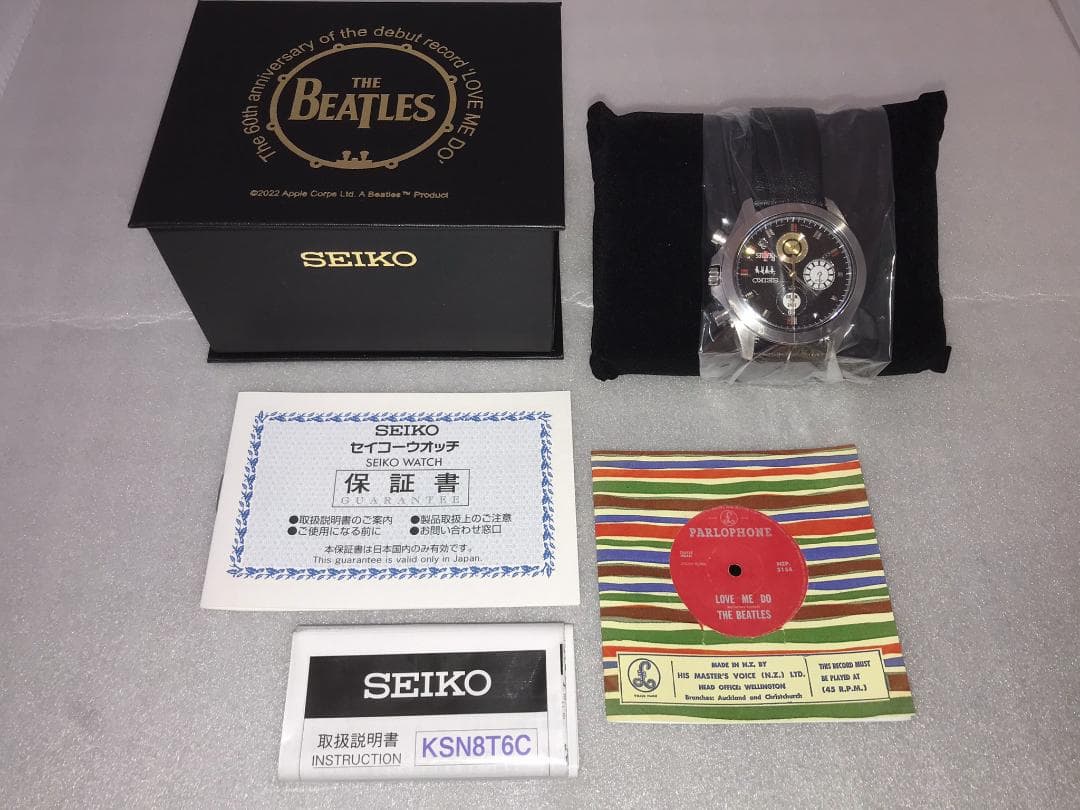 The 60th anniversary of the debut record 'LOVE ME DO'
THE
BEATLES
©2022 Apple Corps Ltd. A Beatles™ Product
SEIKO
SEIKO
SEIKO
セイコーウオッチ
SEIKO WATCH
保証書
GUARANTEE
●取扱説明書のご案内 ●製品取扱上のご注意
●ご使用になる前に ●お問い合わせ窓口
本保証書は日本国内のみ有効です。
This guarantee is valid only in Japan.
PARLOPHONE
LOVE ME DO
THE BEATLES
MADE IN N.Z. BY
HIS MASTER'S VOICE (N.Z.) LTD.
HEAD OFFICE: WELLINGTON
Branches: Auckland and Christchurch
THIS RECORD MUST
BE PLAYED AT
(45 R.P.M.)
TRADE MARK
SEIKO
取扱説明書
INSTRUCTION
KSN8T6C